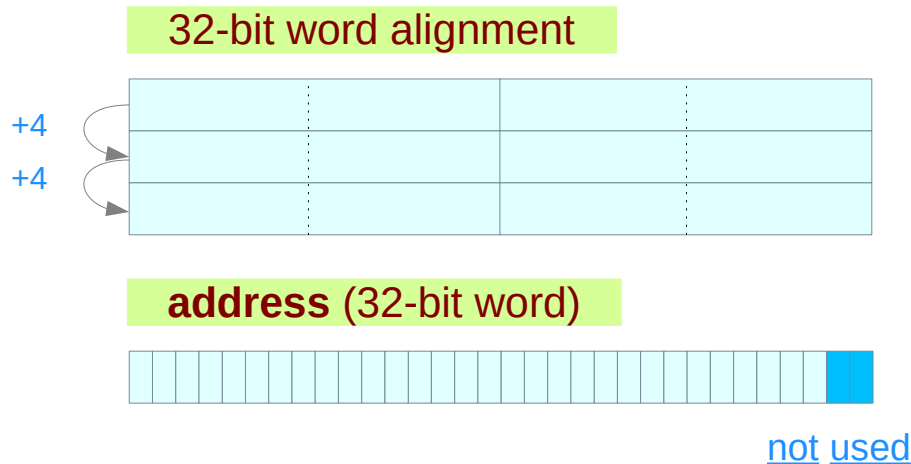 32-bit word alignment
+4
+4
address (32-bit word)
not used